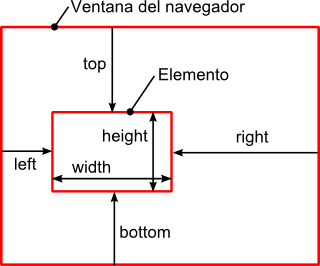 Ventana del navegador
top
Elemento
height
right
left
width
bottom